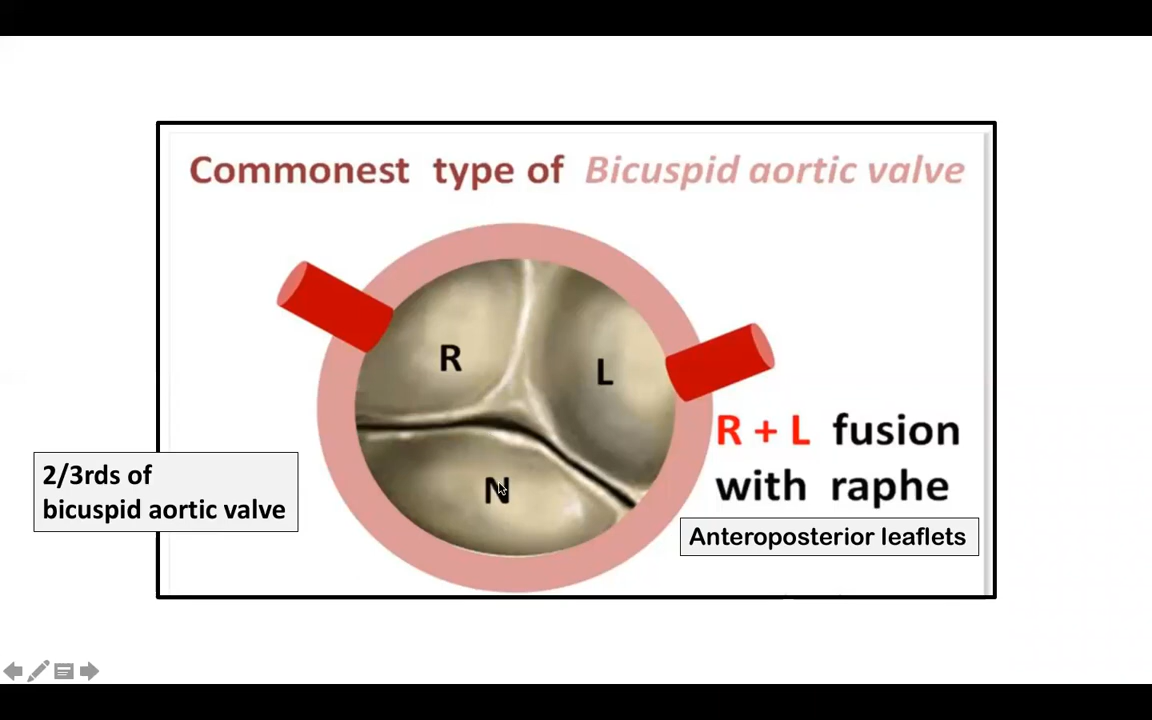 Commonest type of Bicuspid aortic valve
R
L
N
R + L fusion
with raphe
Anteroposterior leaflets
2/3rds of
bicuspid aortic valve